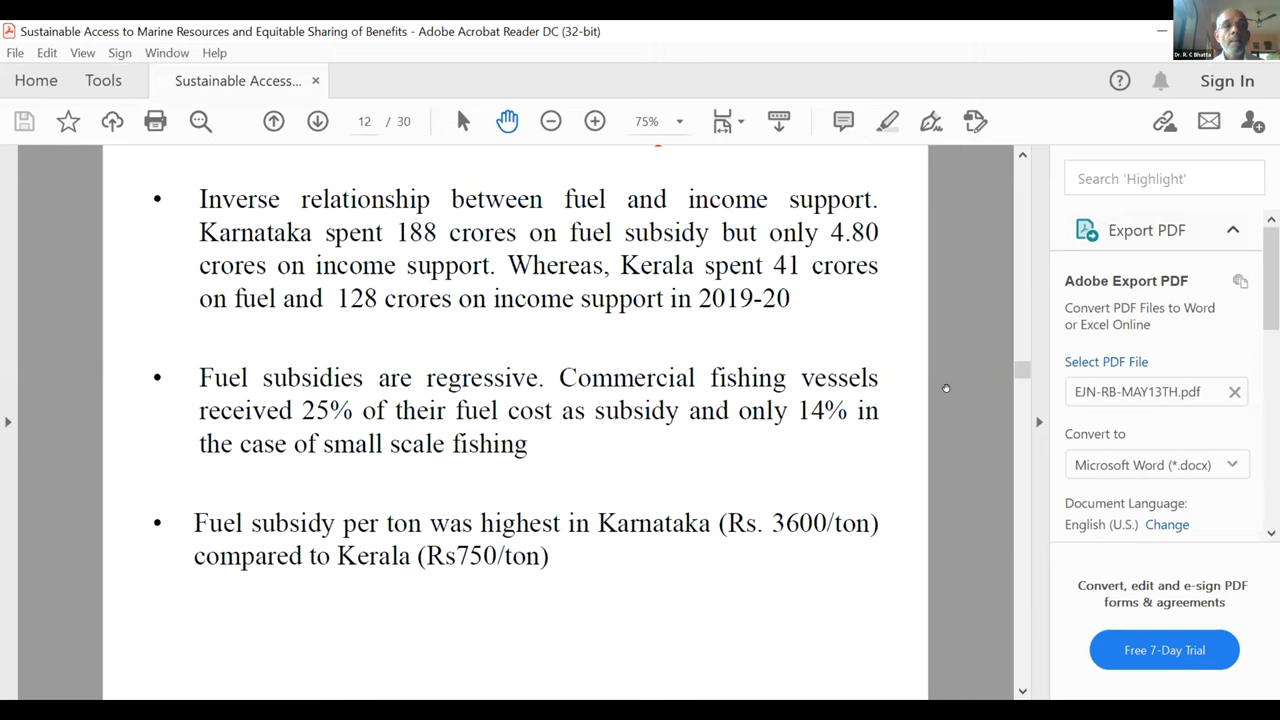 Sustainable Access to Marine Resources and Equitable Sharing of Benefits - Adobe Acrobat Reader DC (32-bit)
Dr. R. C Bhatta
File Edit View Sign Window Help
Home Tools Sustainable Access... × Sign In
12 / 30 75%
• Inverse relationship between fuel and income support.
Karnataka spent 188 crores on fuel subsidy but only 4.80
crores on income support. Whereas, Kerala spent 41 crores
on fuel and 128 crores on income support in 2019-20
• Fuel subsidies are regressive. Commercial fishing vessels
received 25% of their fuel cost as subsidy and only 14% in
the case of small scale fishing
• Fuel subsidy per ton was highest in Karnataka (Rs. 3600/ton)
compared to Kerala (Rs750/ton)
Search 'Highlight'
Export PDF
Adobe Export PDF
Convert PDF Files to Word
or Excel Online
Select PDF File
EJN-RB-MAY13TH.pdf
Convert to
Microsoft Word (*.docx)
Document Language:
English (U.S.) Change
Convert, edit and e-sign PDF
forms & agreements
Free 7-Day Trial